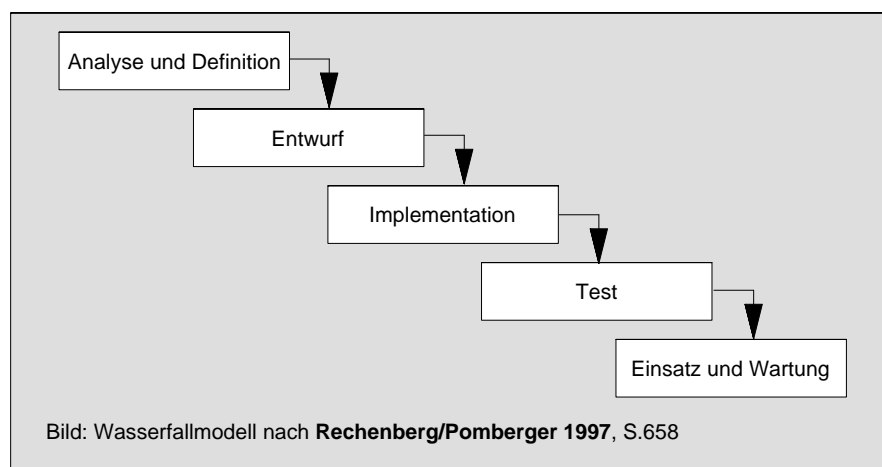 Analyse und Definition
Entwurf
Implementation
Test
Einsatz und Wartung
Bild: Wasserfallmodell nach Rechenberg/Pomberger 1997, S.658